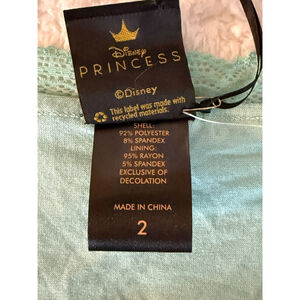 Disney
PRINCESS
©Disney
This label was made with
recycled materials.
SHELL:
92% POLYESTER
8% SPANDEX
LINING:
95% RAYON
5% SPANDEX
EXCLUSIVE OF
DECOLATION
MADE IN CHINA
2